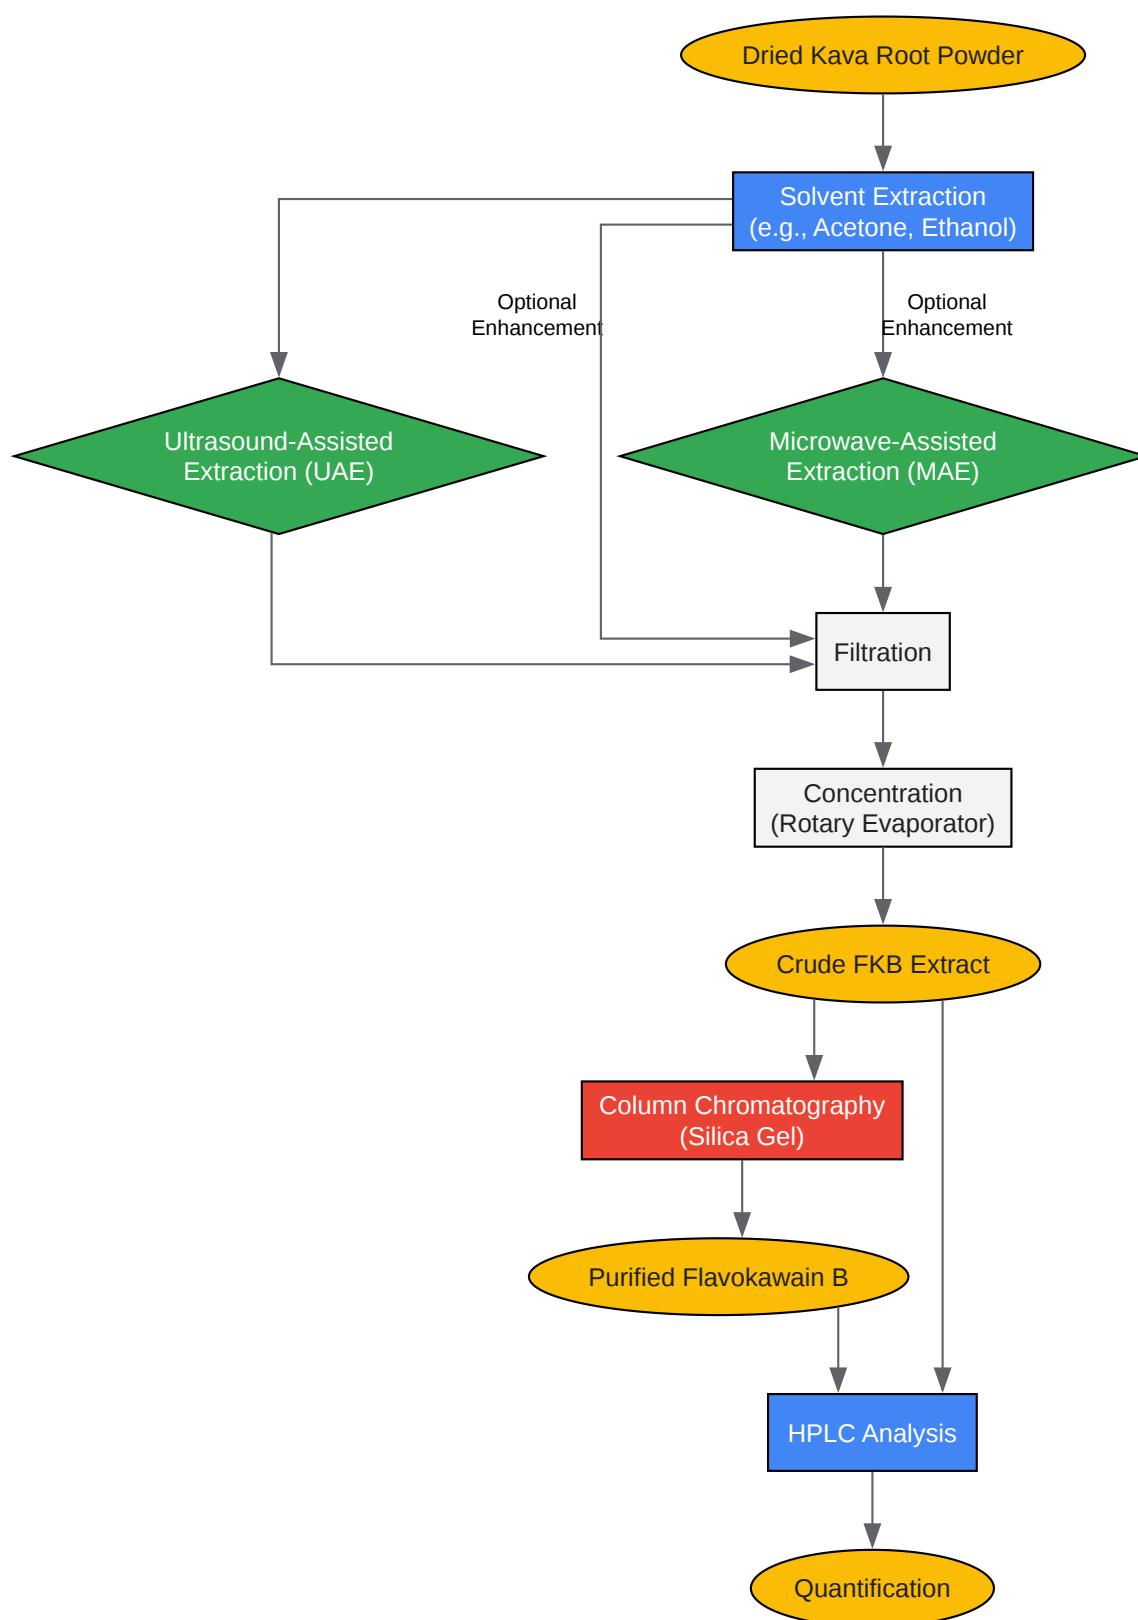 Dried Kava Root Powder
Solvent Extraction
(e.g., Acetone, Ethanol)
Optional
Enhancement
Optional
Enhancement
Ultrasound-Assisted
Extraction (UAE)
Microwave-Assisted
Extraction (MAE)
Filtration
Concentration
(Rotary Evaporator)
Crude FKB Extract
Column Chromatography
(Silica Gel)
Purified Flavokawain B
HPLC Analysis
Quantification